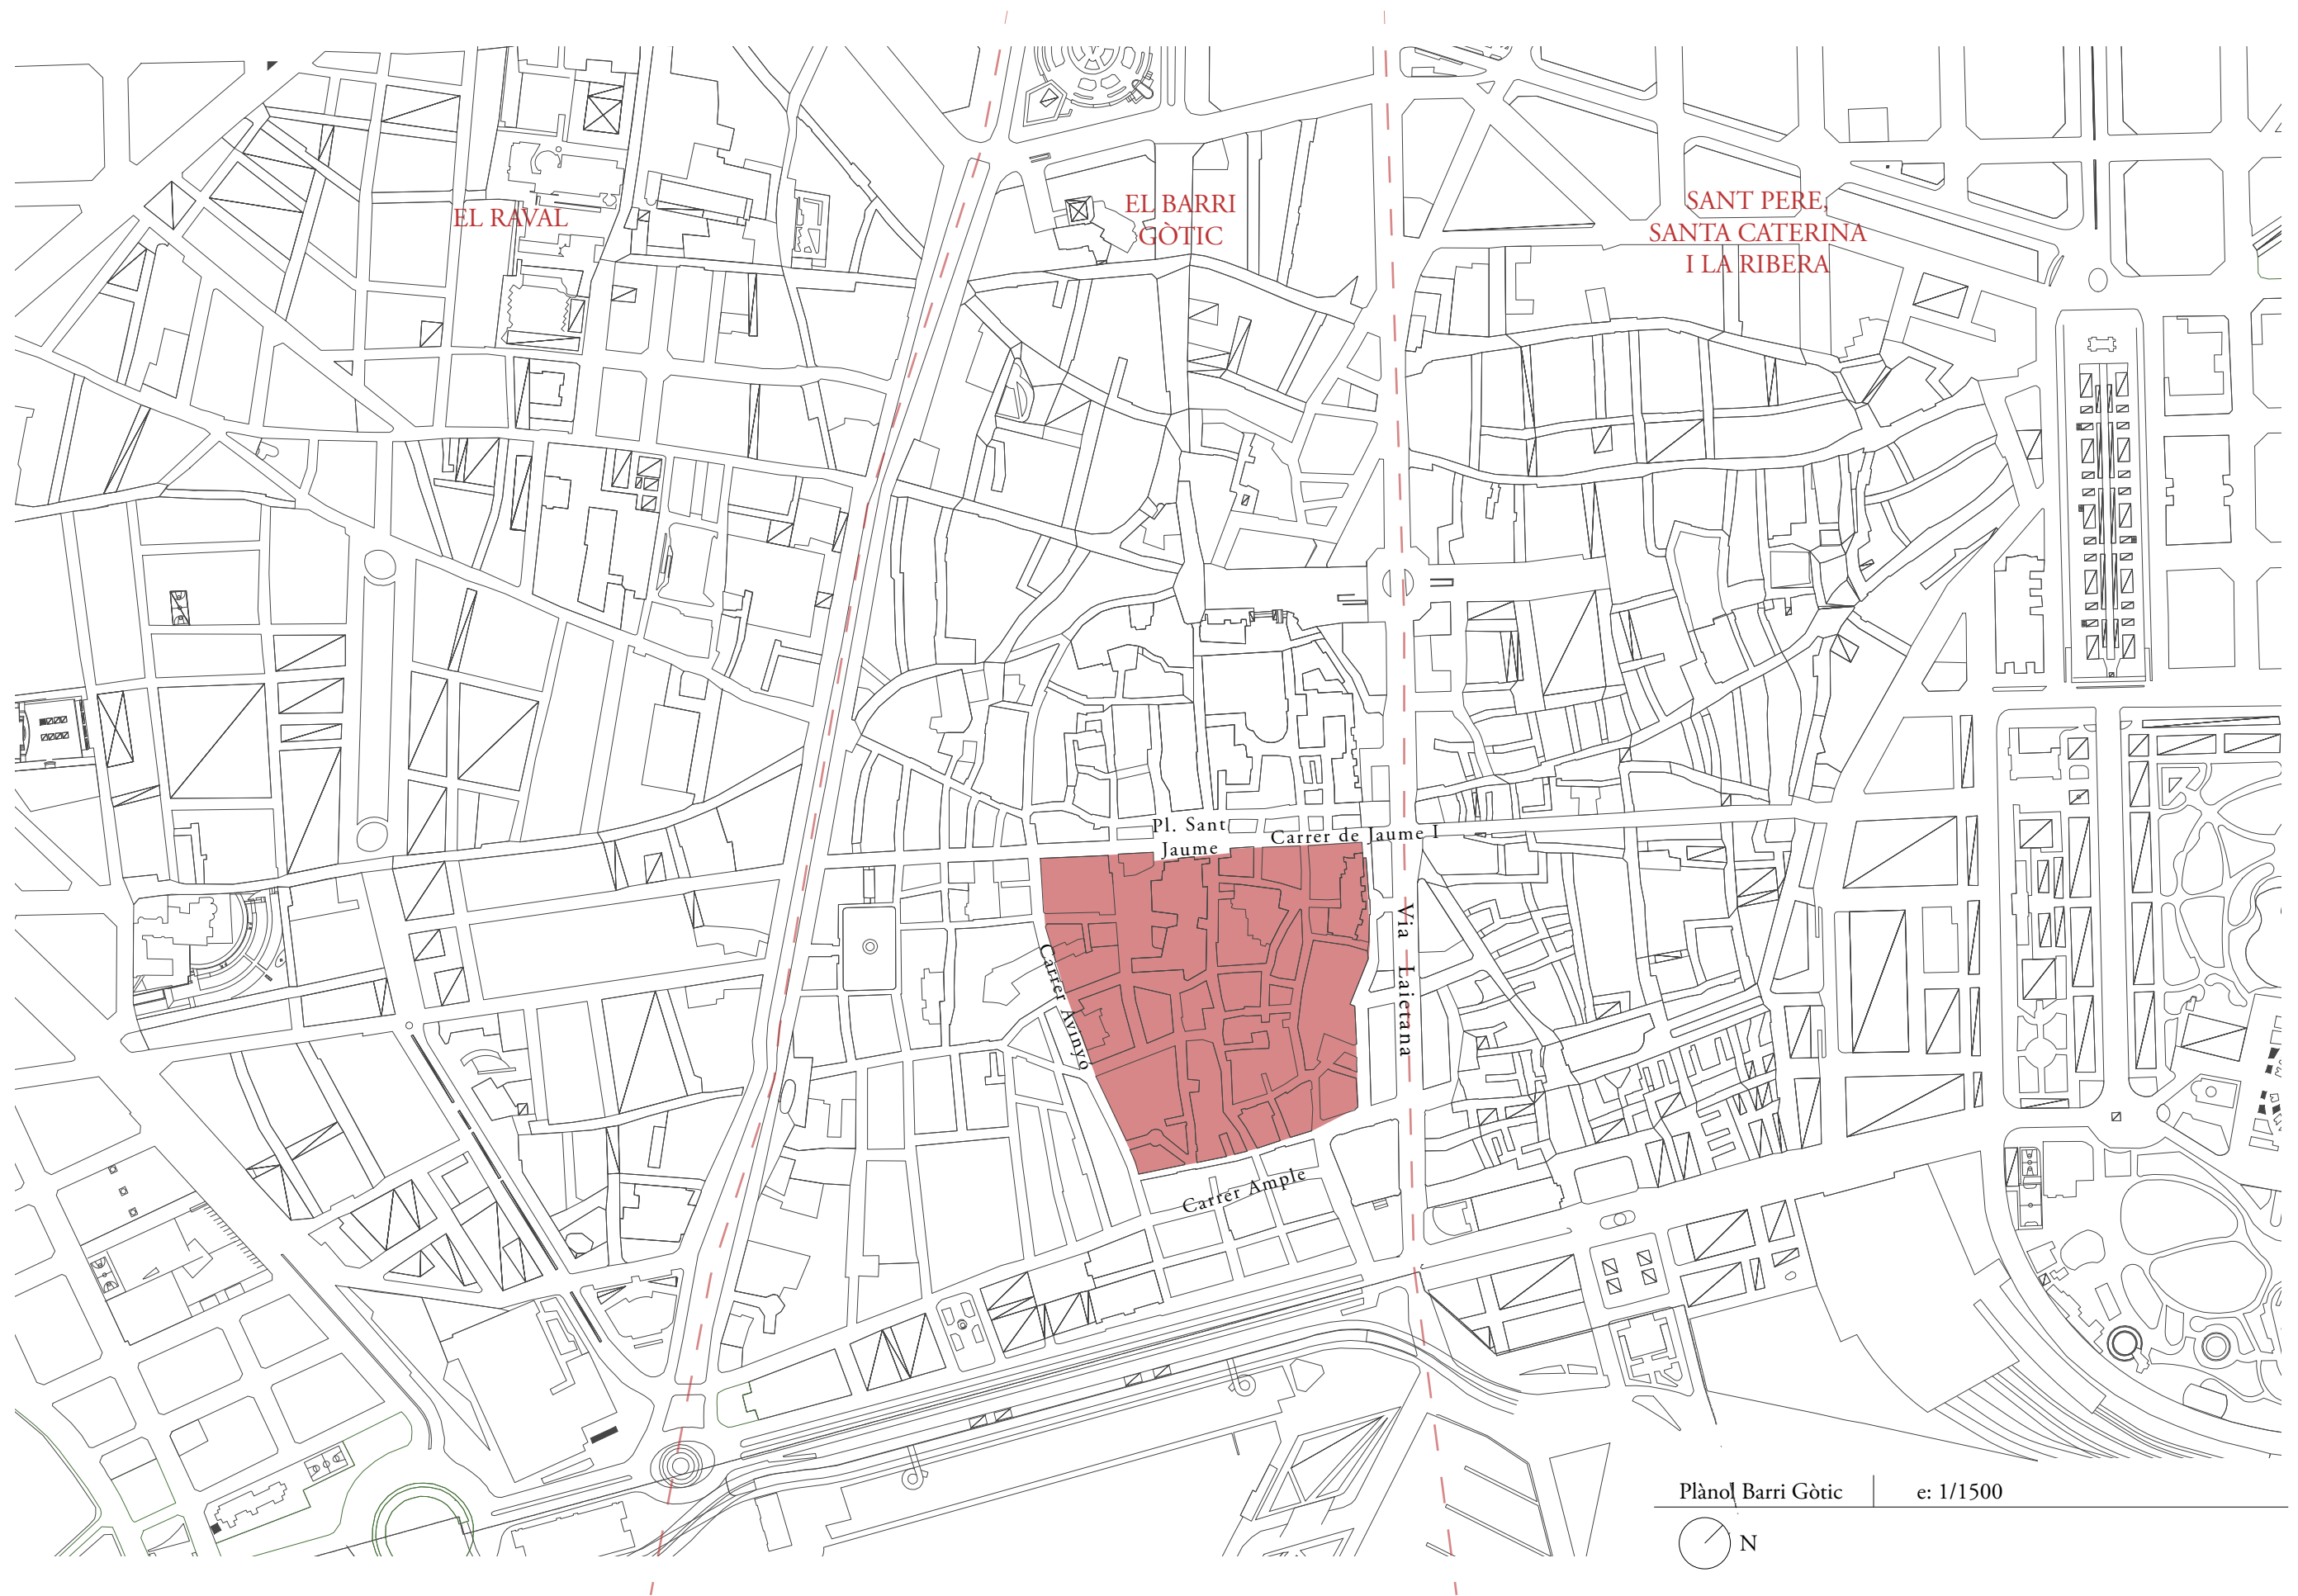 EL RAVAL
EL BARRI
GÒTIC
SANT PERE,
SANTA CATERINA
I LA RIBERA
Pl. Sant
Jaume
Carrer de Jaume I
Carrer Avinyó
Via Laietana
Carrer Ample
Plànol Barri Gòtic
e: 1/1500
N